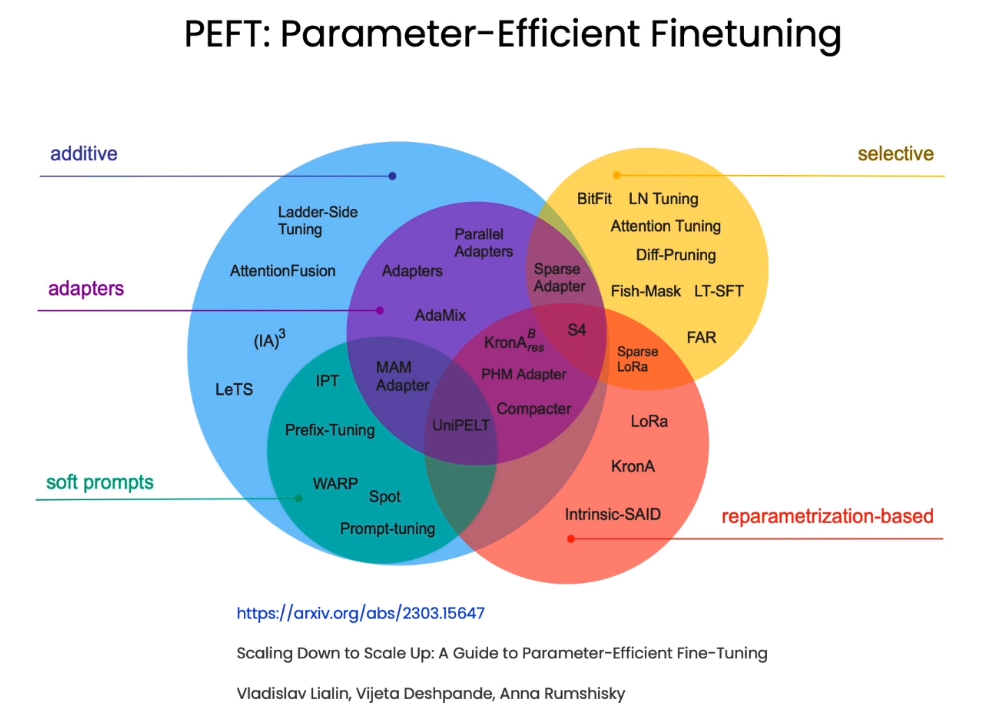 PEFT: Parameter-Efficient Finetuning
additive
selective
BitFit LN Tuning
Ladder-Side
Tuning
Attention Tuning
Parallel
Adapters
Diff-Pruning
AttentionFusion
Adapters
Sparse
Adapter
adapters
Fish-Mask LT-SFT
AdaMix
S4
(IA)³
KronA^B_res
FAR
Sparse
LoRa
MAM
Adapter
PHM Adapter
IPT
LeTS
Compacter
Prefix-Tuning
UniPELT
LoRa
KronA
soft prompts
WARP
Spot
Intrinsic-SAID
reparametrization-based
Prompt-tuning
https://arxiv.org/abs/2303.15647
Scaling Down to Scale Up: A Guide to Parameter-Efficient Fine-Tuning
Vladislav Lialin, Vijeta Deshpande, Anna Rumshisky